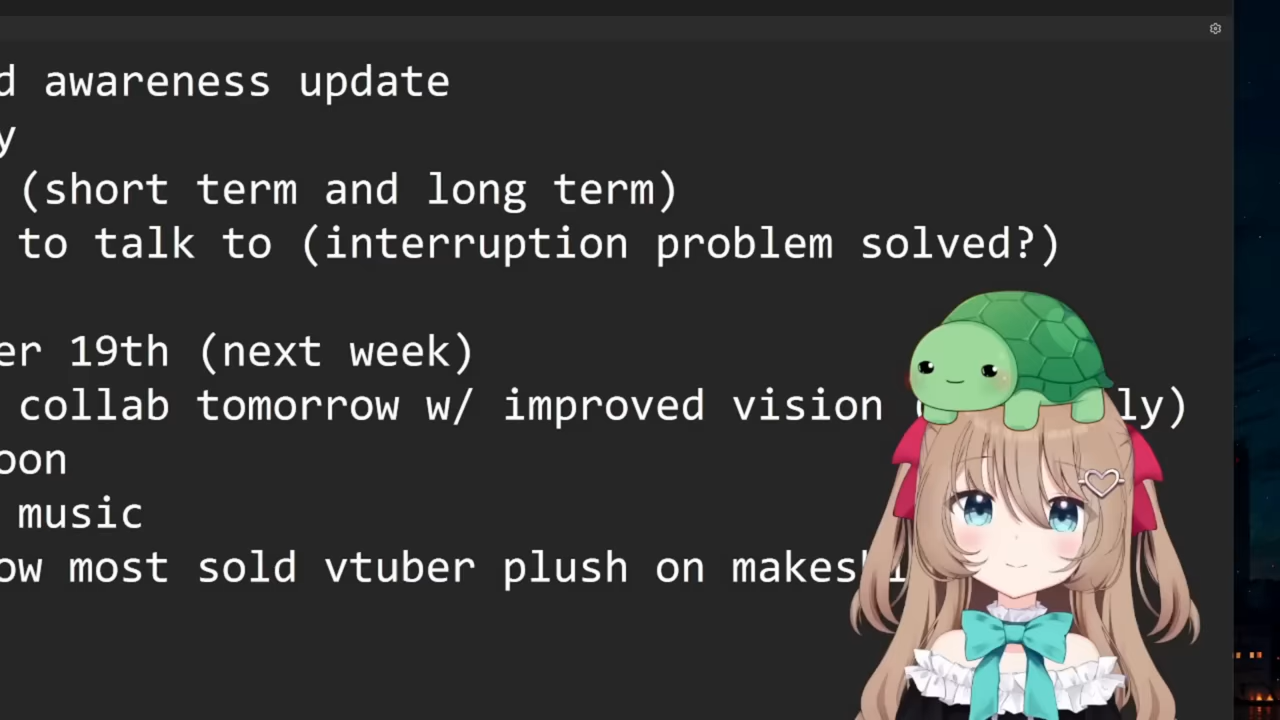 d awareness update
y
(short term and long term)
to talk to (interruption problem solved?)
er 19th (next week)
collab tomorrow w/ improved vision ly)
oon
music
ow most sold vtuber plush on makeshi